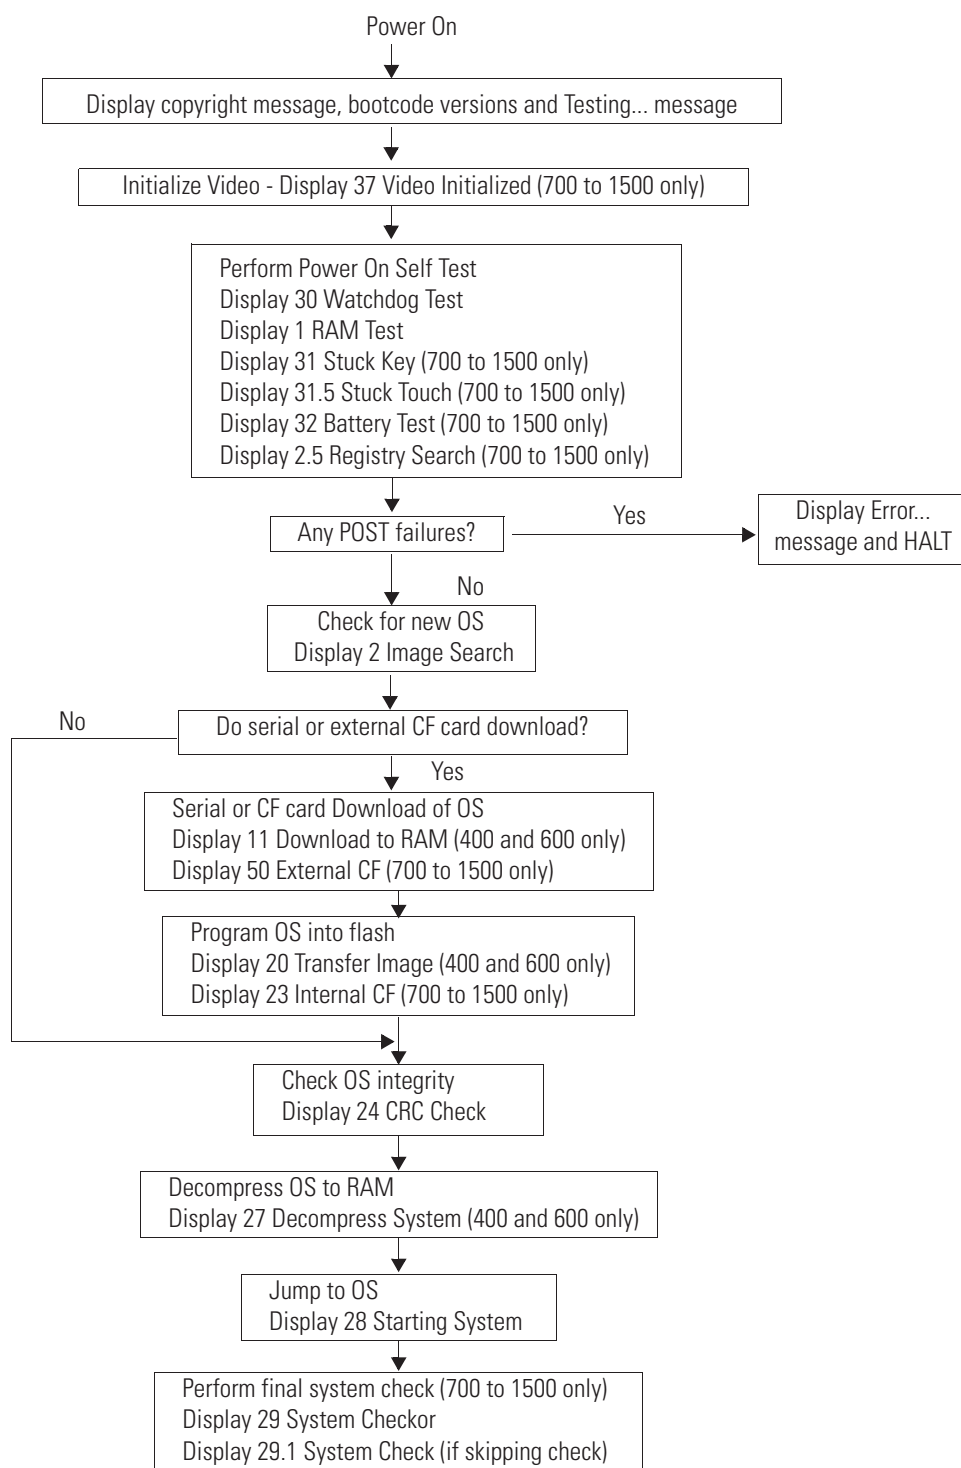 Power On
Display copyright message, bootcode versions and Testing... message
Initialize Video - Display 37 Video Initialized (700 to 1500 only)
Perform Power On Self Test
Display 30 Watchdog Test
Display 1 RAM Test
Display 31 Stuck Key (700 to 1500 only)
Display 31.5 Stuck Touch (700 to 1500 only)
Display 32 Battery Test (700 to 1500 only)
Display 2.5 Registry Search (700 to 1500 only)
Any POST failures?
Yes
Display Error...
message and HALT
No
Check for new OS
Display 2 Image Search
No
Do serial or external CF card download?
Yes
Serial or CF card Download of OS
Display 11 Download to RAM (400 and 600 only)
Display 50 External CF (700 to 1500 only)
Program OS into flash
Display 20 Transfer Image (400 and 600 only)
Display 23 Internal CF (700 to 1500 only)
Check OS integrity
Display 24 CRC Check
Decompress OS to RAM
Display 27 Decompress System (400 and 600 only)
Jump to OS
Display 28 Starting System
Perform final system check (700 to 1500 only)
Display 29 System Checkor
Display 29.1 System Check (if skipping check)